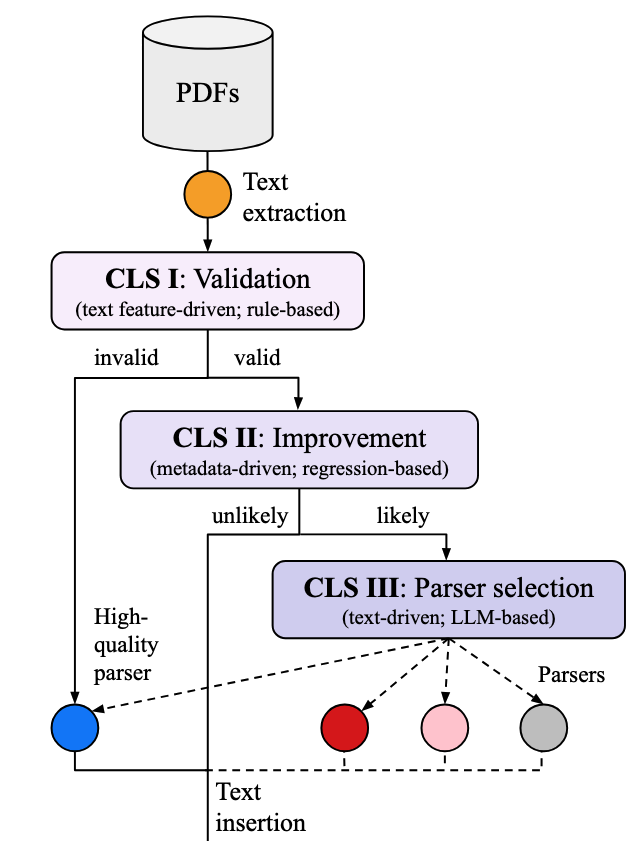 PDFs
Text
extraction
CLS I: Validation
(text feature-driven; rule-based)
invalid
valid
CLS II: Improvement
(metadata-driven; regression-based)
unlikely
likely
CLS III: Parser selection
(text-driven; LLM-based)
High-
quality
parser
Parsers
Text
insertion